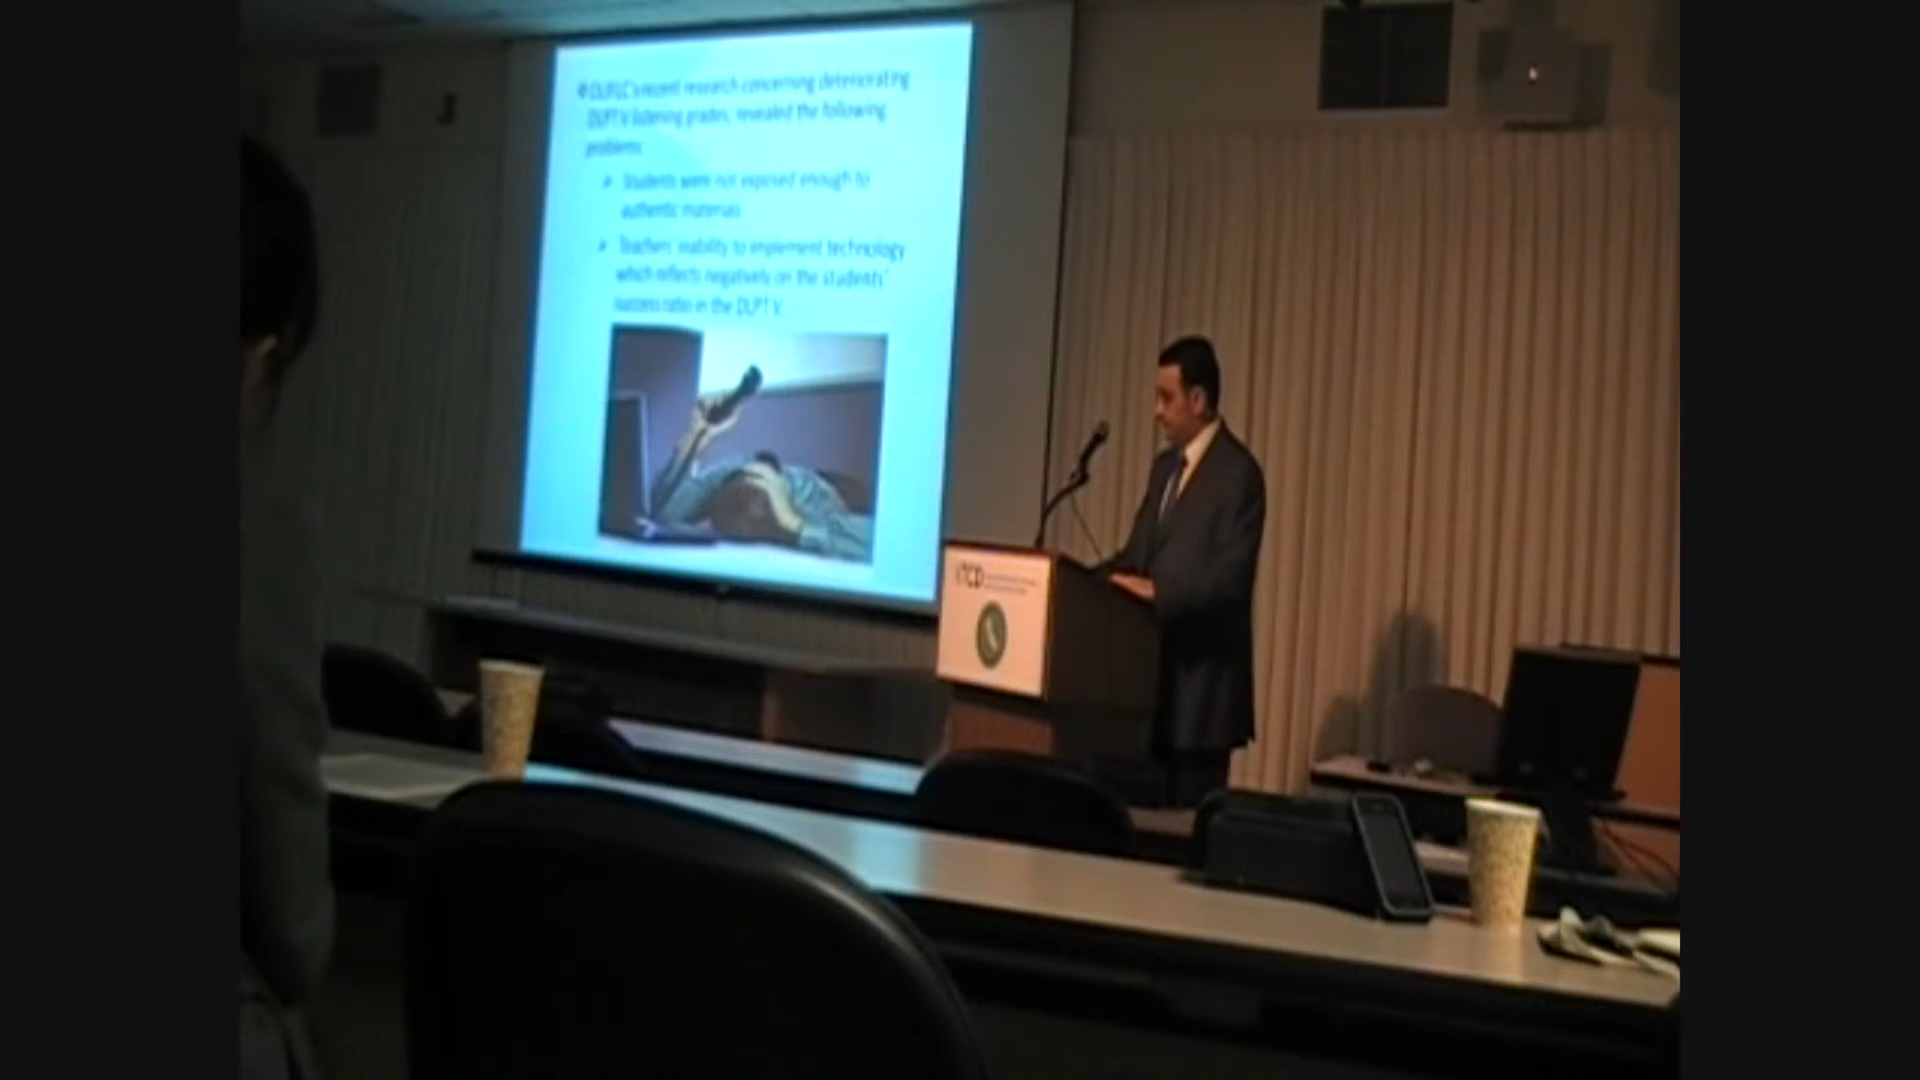 DLIFLC's recent research concerning deteriorating
DLPT V listening grades, revealed the following
problems
Students were not exposed enough to
authentic materials
Teachers' inability to implement technology
which reflects negatively on the students'
success ratio in the DLPT V